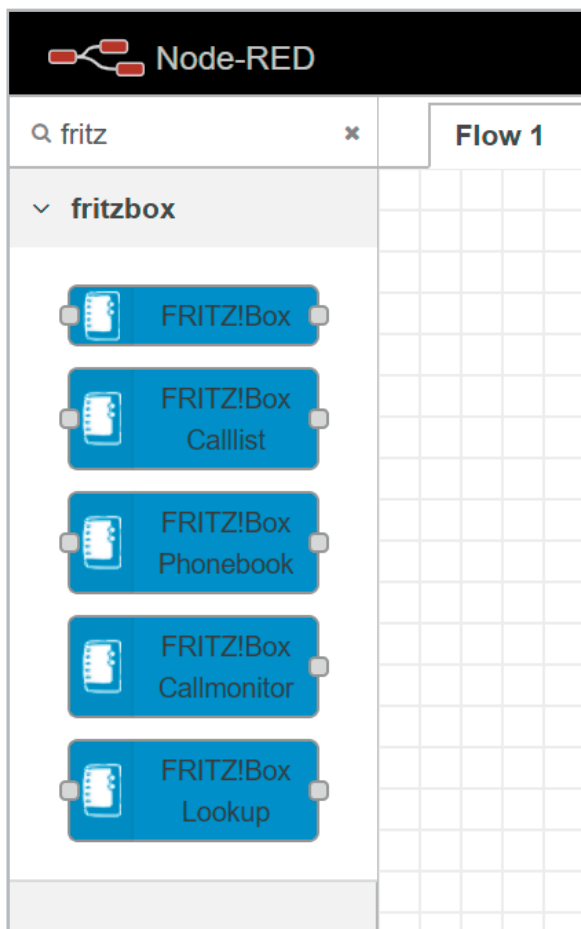 Node-RED
fritz
Flow 1
fritzbox
FRITZ!Box
FRITZ!Box
Calllist
FRITZ!Box
Phonebook
FRITZ!Box
Callmonitor
FRITZ!Box
Lookup